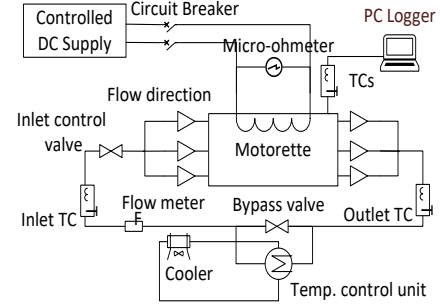 Circuit Breaker
Controlled
DC Supply
PC Logger
Micro-ohmeter
TCs
Flow direction
Inlet control
valve
Motorette
Flow meter
F
Bypass valve
Inlet TC
Outlet TC
Cooler
Temp. control unit